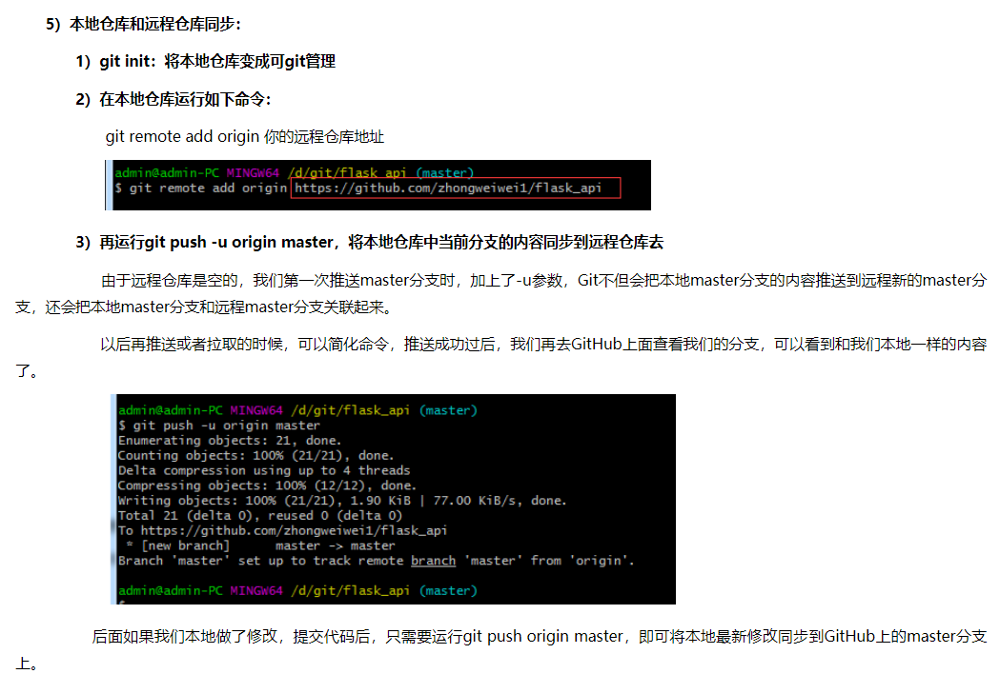 5）本地仓库和远程仓库同步：
1）git init：将本地仓库变成可git管理
2）在本地仓库运行如下命令：
git remote add origin 你的远程仓库地址
admin@admin-PC MINGW64 /d/git/flask_api (master)
$ git remote add origin https://github.com/zhongweiwei1/flask_api
3）再运行git push -u origin master，将本地仓库中当前分支的内容同步到远程仓库去
由于远程仓库是空的，我们第一次推送master分支时，加上了-u参数，Git不但会把本地master分支的内容推送到远程新的master分
支，还会把本地master分支和远程master分支关联起来。
以后再推送或者拉取的时候，可以简化命令，推送成功过后，我们再去GitHub上面查看我们的分支，可以看到和我们本地一样的内容
了。
admin@admin-PC MINGW64 /d/git/flask_api (master)
$ git push -u origin master
Enumerating objects: 21, done.
Counting objects: 100% (21/21), done.
Delta compression using up to 4 threads
Compressing objects: 100% (12/12), done.
Writing objects: 100% (21/21), 1.90 KiB | 77.00 KiB/s, done.
Total 21 (delta 0), reused 0 (delta 0)
To https://github.com/zhongweiwei1/flask_api
* [new branch] master -> master
Branch 'master' set up to track remote branch 'master' from 'origin'.
admin@admin-PC MINGW64 /d/git/flask_api (master)
后面如果我们本地做了修改，提交代码后，只需要运行git push origin master，即可将本地最新修改同步到GitHub上的master分支
上。